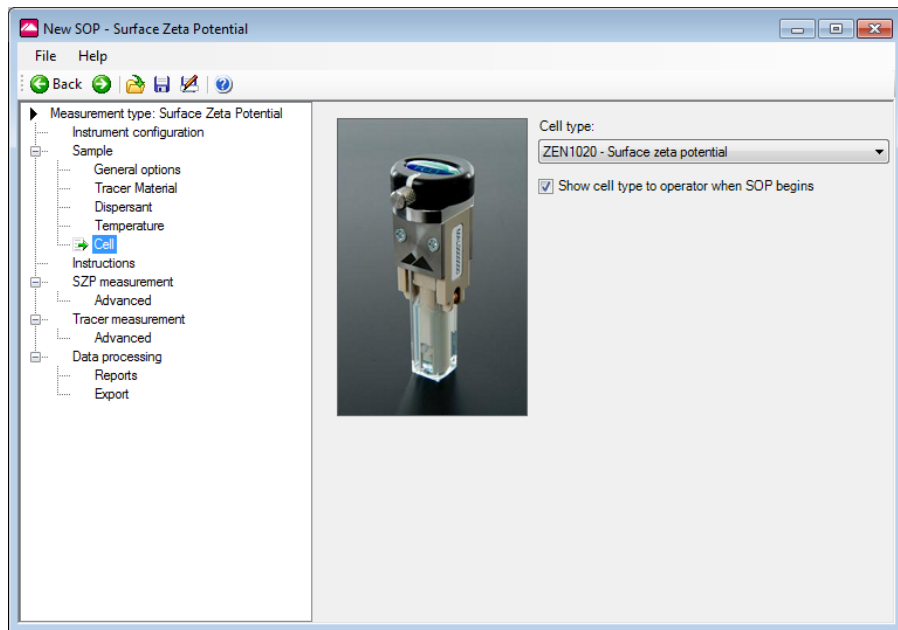 New SOP - Surface Zeta Potential
File Help
Back
Measurement type: Surface Zeta Potential
Instrument configuration
Sample
General options
Tracer Material
Dispersant
Temperature
Cell
Instructions
SZP measurement
Advanced
Tracer measurement
Advanced
Data processing
Reports
Export
Cell type:
ZEN1020 - Surface zeta potential
Show cell type to operator when SOP begins